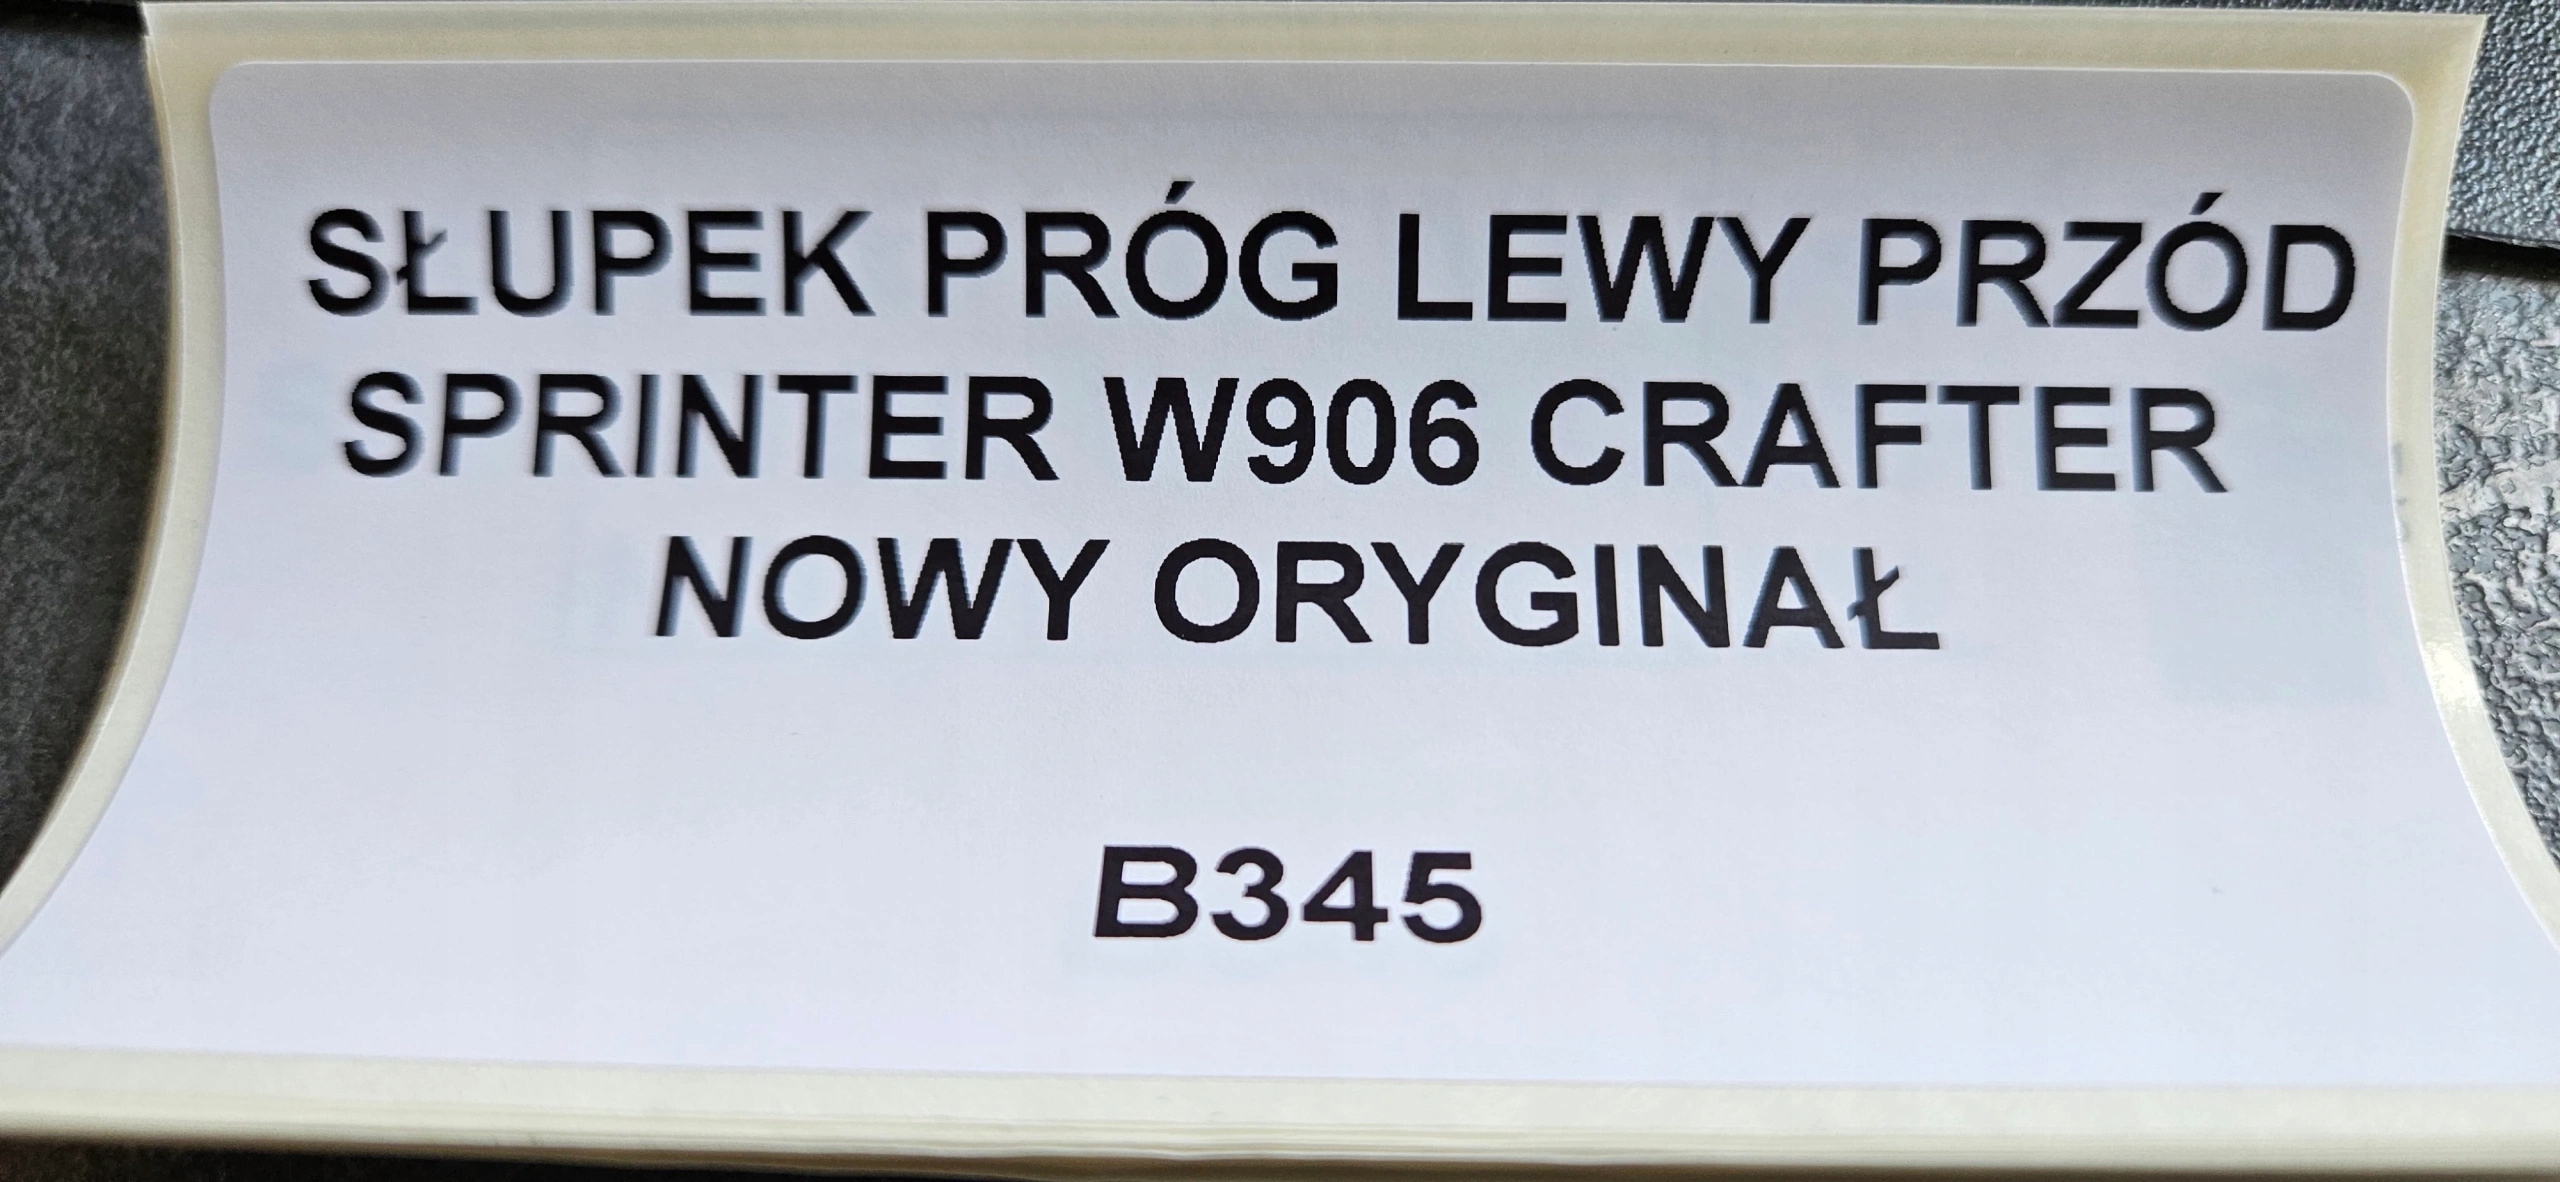 SŁUPEK PRÓG LEWY PRZÓD
SPRINTER W906 CRAFTER
NOWY ORYGINAŁ
B345